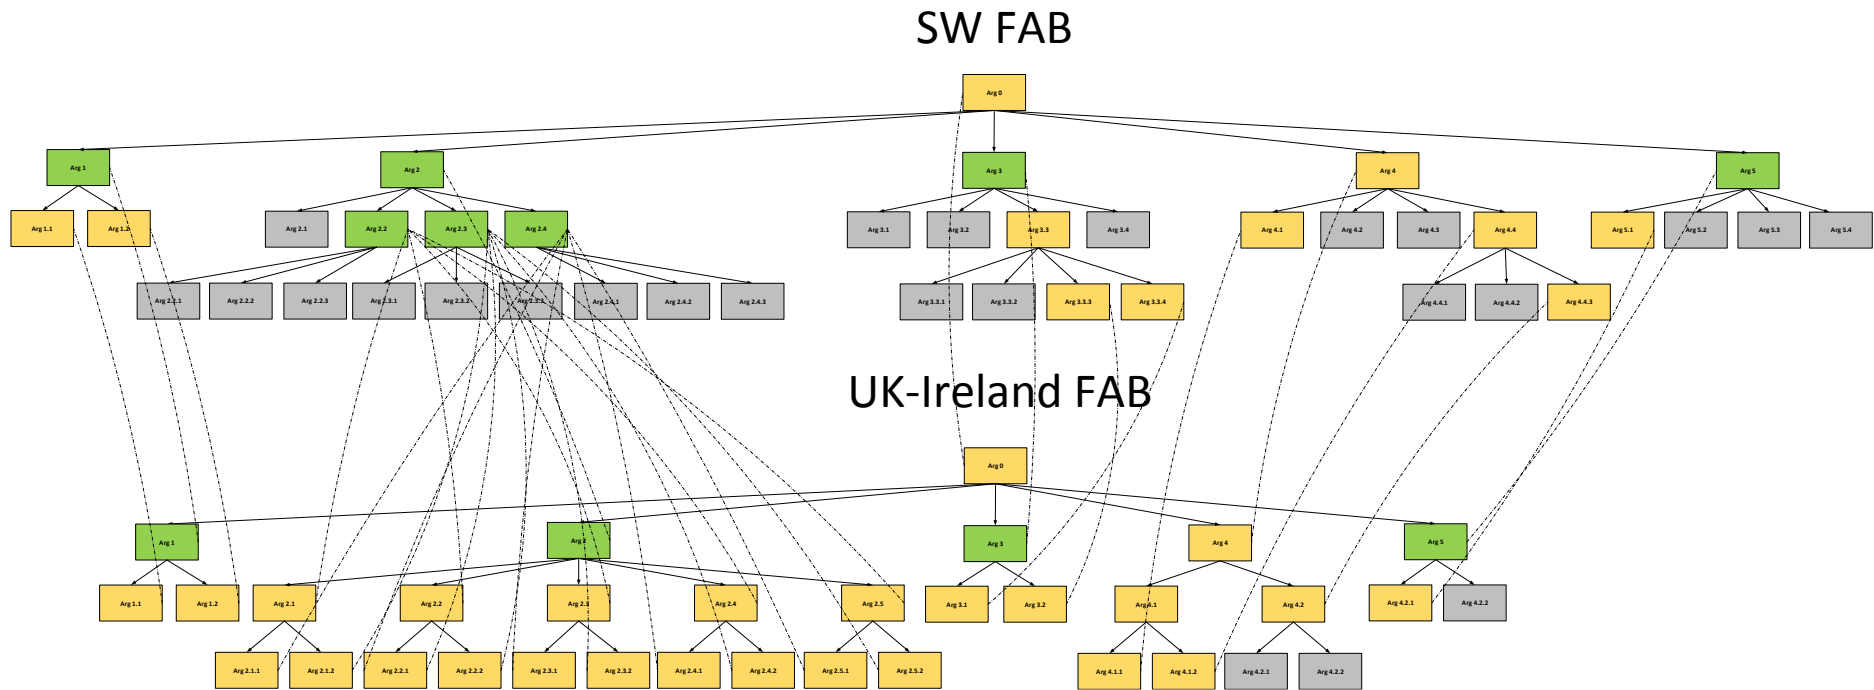 SW FAB
Arg 0
Arg 1
Arg 2
Arg 3
Arg 4
Arg 5
Arg 1.1
Arg 1.2
Arg 2.1
Arg 2.2
Arg 2.3
Arg 2.4
Arg 3.1
Arg 3.2
Arg 3.3
Arg 3.4
Arg 4.1
Arg 4.2
Arg 4.3
Arg 4.4
Arg 5.1
Arg 5.2
Arg 5.3
Arg 5.4
Arg 2.2.1
Arg 2.2.2
Arg 2.2.3
Arg 2.3.1
Arg 2.3.2
Arg 2.3.3
Arg 2.4.1
Arg 2.4.2
Arg 2.4.3
Arg 3.3.1
Arg 3.3.2
Arg 3.3.3
Arg 3.3.4
Arg 4.4.1
Arg 4.4.2
Arg 4.4.3
UK-Ireland FAB
Arg 0
Arg 1
Arg 2
Arg 3
Arg 4
Arg 5
Arg 1.1
Arg 1.2
Arg 2.1
Arg 2.2
Arg 2.3
Arg 2.4
Arg 2.5
Arg 3.1
Arg 3.2
Arg 4.1
Arg 4.2
Arg 4.2.1
Arg 4.2.2
Arg 2.1.1
Arg 2.1.2
Arg 2.2.1
Arg 2.2.2
Arg 2.3.1
Arg 2.3.2
Arg 2.4.1
Arg 2.4.2
Arg 2.5.1
Arg 2.5.2
Arg 4.1.1
Arg 4.1.2
Arg 4.2.1
Arg 4.2.2